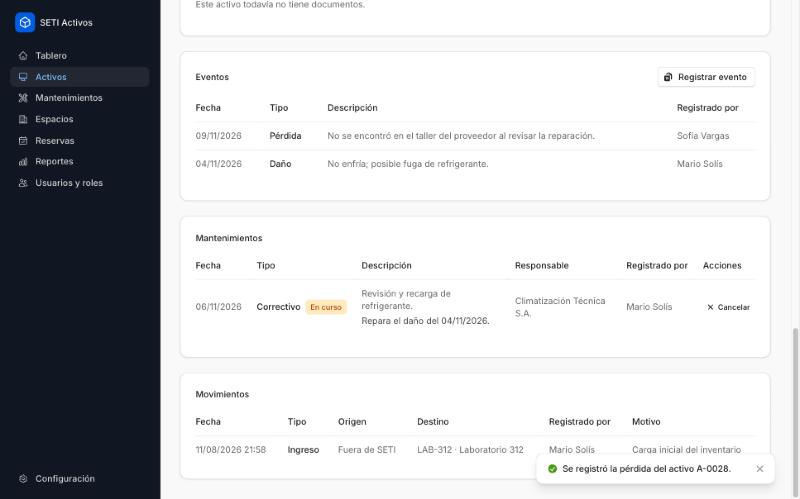 SETI Activos
Tablero
Activos
Mantenimientos
Espacios
Reservas
Reportes
Usuarios y roles
Configuración
Este activo todavía no tiene documentos.
Eventos
Registrar evento
Fecha Tipo Descripción Registrado por
09/11/2026 Pérdida No se encontró en el taller del proveedor al revisar la reparación. Sofía Vargas
04/11/2026 Daño No enfría; posible fuga de refrigerante. Mario Solís
Mantenimientos
Fecha Tipo Descripción Responsable Registrado por Acciones
06/11/2026 Correctivo En curso Revisión y recarga de refrigerante. Climatización Técnica S.A. Mario Solís Cancelar
Repara el daño del 04/11/2026.
Movimientos
Fecha Tipo Origen Destino Registrado por Motivo
11/08/2026 21:58 Ingreso Fuera de SETI LAB-312 · Laboratorio 312 Mario Solís Carga inicial del inventario
Se registró la pérdida del activo A-0028.